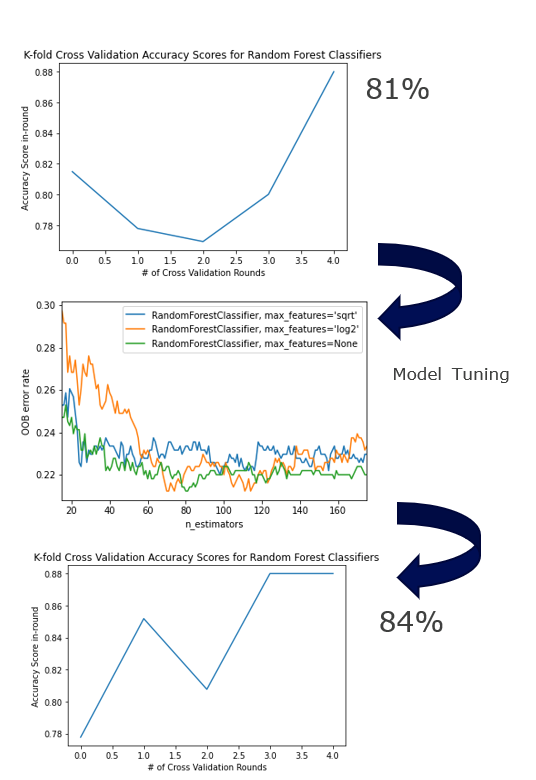 K-fold Cross Validation Accuracy Scores for Random Forest Classifiers
81%
0.88
0.86
0.84
0.82
0.80
0.78
Accuracy Score in-round
0.0 0.5 1.0 1.5 2.0 2.5 3.0 3.5 4.0
# of Cross Validation Rounds
0.30
0.28
0.26
0.24
0.22
OOB error rate
RandomForestClassifier, max_features='sqrt'
RandomForestClassifier, max_features='log2'
RandomForestClassifier, max_features=None
20 40 60 80 100 120 140 160
n_estimators
Model Tuning
K-fold Cross Validation Accuracy Scores for Random Forest Classifiers
84%
0.88
0.86
0.84
0.82
0.80
0.78
Accuracy Score in-round
0.0 0.5 1.0 1.5 2.0 2.5 3.0 3.5 4.0
# of Cross Validation Rounds